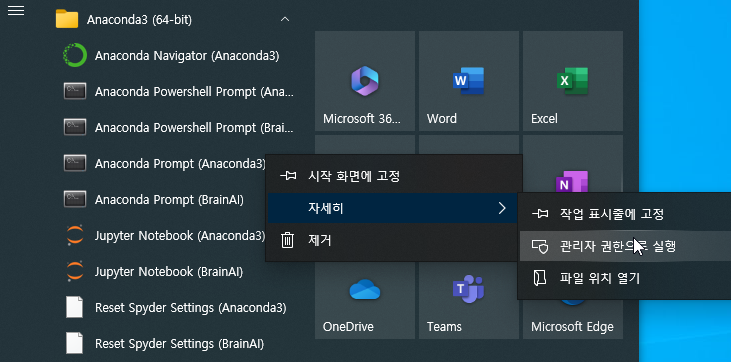 Anaconda3 (64-bit)
Anaconda Navigator (Anaconda3)
Anaconda Powershell Prompt (Ana...
Anaconda Powershell Prompt (Brai...
Anaconda Prompt (Anaconda3)
Anaconda Prompt (BrainAI)
Jupyter Notebook (Anaconda3)
Jupyter Notebook (BrainAI)
Reset Spyder Settings (Anaconda3)
Reset Spyder Settings (BrainAI)
Microsoft 36...
Word
Excel
OneDrive
Teams
Microsoft Edge
시작 화면에 고정
자세히
제거
작업 표시줄에 고정
관리자 권한으로 실행
파일 위치 열기